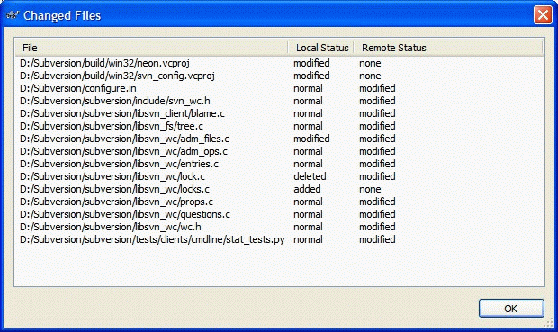 Changed Files
File Local Status Remote Status
D:/Subversion/build/win32/neon.vcproj modified none
D:/Subversion/build/win32/svn_config.vcproj modified none
D:/Subversion/configure.in normal modified
D:/Subversion/subversion/include/svn_wc.h normal modified
D:/Subversion/subversion/libsvn_client/blame.c normal modified
D:/Subversion/subversion/libsvn_fs/tree.c normal modified
D:/Subversion/subversion/libsvn_wc/adm_files.c modified modified
D:/Subversion/subversion/libsvn_wc/adm_ops.c normal modified
D:/Subversion/subversion/libsvn_wc/entries.c normal modified
D:/Subversion/subversion/libsvn_wc/lock.c deleted modified
D:/Subversion/subversion/libsvn_wc/locks.c added none
D:/Subversion/subversion/libsvn_wc/props.c normal modified
D:/Subversion/subversion/libsvn_wc/questions.c normal modified
D:/Subversion/subversion/libsvn_wc/wc.h normal modified
D:/Subversion/subversion/tests/clients/cmdline/stat_tests.py normal modified
OK